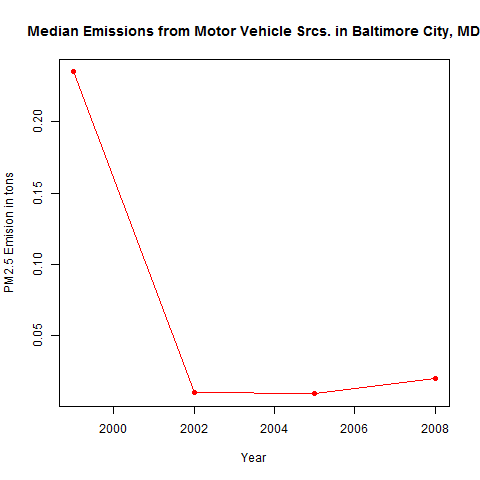 Median Emissions from Motor Vehicle Srcs. in Baltimore City, MD
PM2.5 Emision in tons
0.20
0.15
0.10
0.05
2000 2002 2004 2006 2008
Year